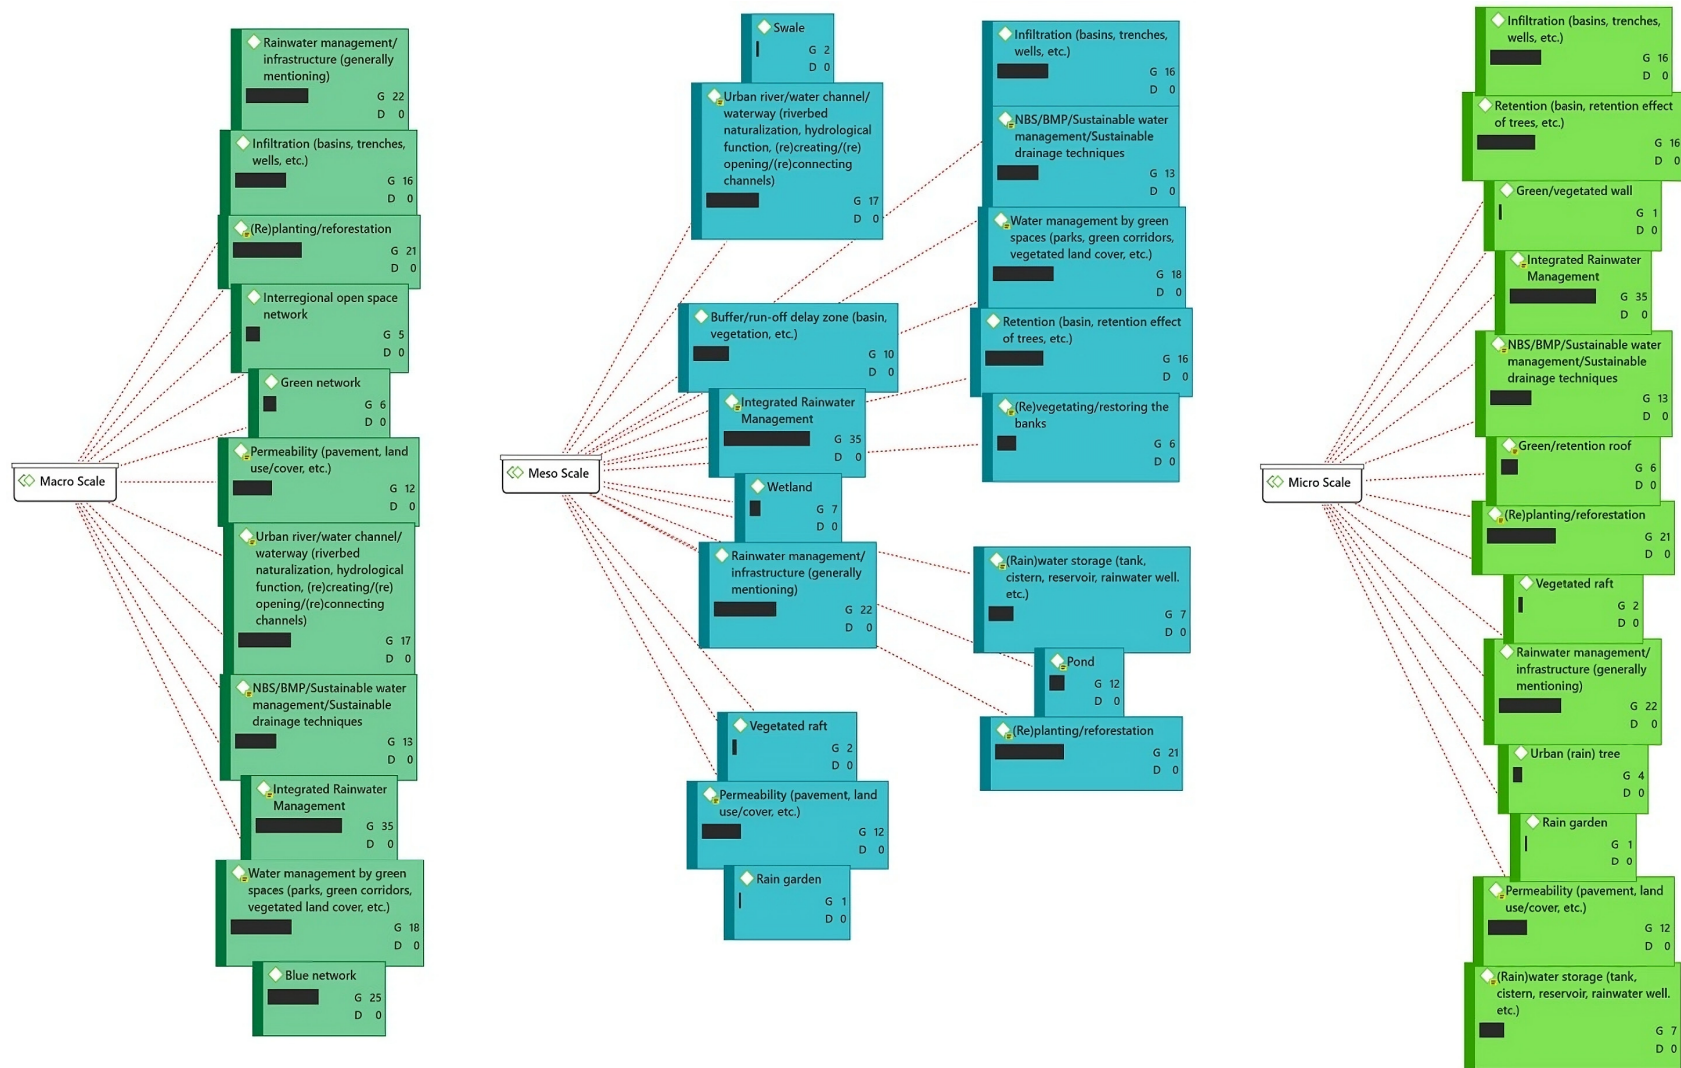 Macro Scale
Rainwater management/
infrastructure (generally
mentioning)
G 22
D 0
Infiltration (basins, trenches,
wells, etc.)
G 16
D 0
(Re)planting/reforestation
G 21
D 0
Interregional open space
network
G 5
D 0
Green network
G 6
D 0
Permeability (pavement, land
use/cover, etc.)
G 12
D 0
Urban river/water channel/
waterway (riverbed
naturalization, hydrological
function, (re)creating/(re)
opening/(re)connecting
channels)
G 17
D 0
NBS/BMP/Sustainable water
management/Sustainable
drainage techniques
G 13
D 0
Integrated Rainwater
Management
G 35
D 0
Water management by green
spaces (parks, green corridors,
vegetated land cover, etc.)
G 18
D 0
Blue network
G 25
D 0
Meso Scale
Swale
G 2
D 0
Urban river/water channel/
waterway (riverbed
naturalization, hydrological
function, (re)creating/(re)
opening/(re)connecting
channels)
G 17
D 0
Buffer/run-off delay zone (basin,
vegetation, etc.)
G 10
D 0
Integrated Rainwater
Management
G 35
D 0
Wetland
G 7
D 0
Rainwater management/
infrastructure (generally
mentioning)
G 22
D 0
Vegetated raft
G 2
D 0
Permeability (pavement, land
use/cover, etc.)
G 12
D 0
Rain garden
G 1
D 0
Infiltration (basins, trenches,
wells, etc.)
G 16
D 0
NBS/BMP/Sustainable water
management/Sustainable
drainage techniques
G 13
D 0
Water management by green
spaces (parks, green corridors,
vegetated land cover, etc.)
G 18
D 0
Retention (basin, retention effect
of trees, etc.)
G 16
D 0
(Re)vegetating/restoring the
banks
G 6
D 0
(Rain)water storage (tank,
cistern, reservoir, rainwater well.
etc.)
G 7
D 0
Pond
G 12
D 0
(Re)planting/reforestation
G 21
D 0
Micro Scale
Infiltration (basins, trenches,
wells, etc.)
G 16
D 0
Retention (basin, retention effect
of trees, etc.)
G 16
D 0
Green/vegetated wall
G 1
D 0
Integrated Rainwater
Management
G 35
D 0
NBS/BMP/Sustainable water
management/Sustainable
drainage techniques
G 13
D 0
Green/retention roof
G 6
D 0
(Re)planting/reforestation
G 21
D 0
Vegetated raft
G 2
D 0
Rainwater management/
infrastructure (generally
mentioning)
G 22
D 0
Urban (rain) tree
G 4
D 0
Rain garden
G 1
D 0
Permeability (pavement, land
use/cover, etc.)
G 12
D 0
(Rain)water storage (tank,
cistern, reservoir, rainwater well.
etc.)
G 7
D 0